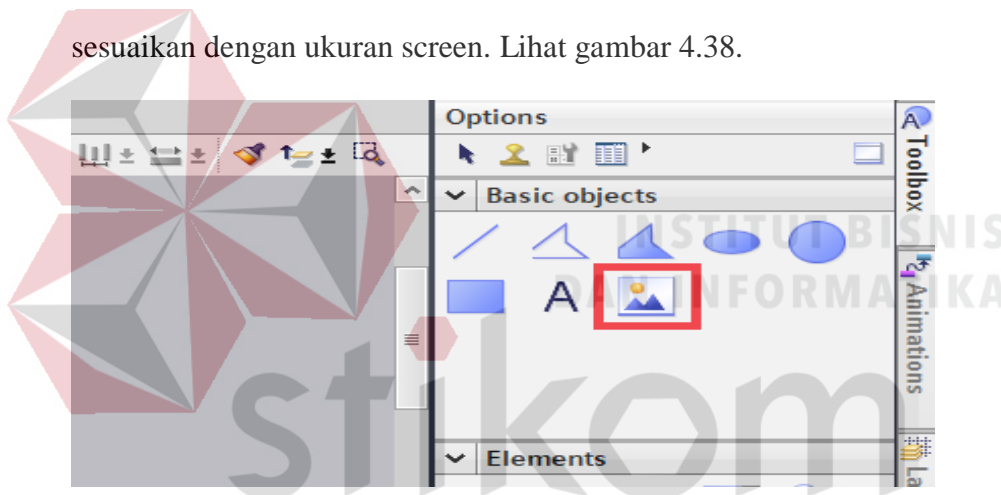 sesuaikan dengan ukuran screen. Lihat gambar 4.38.
Options
Toolbox
Basic objects
INSTITUT BISNIS
DAN INFORMATIKA
A
Animations
stikom
Elements
La